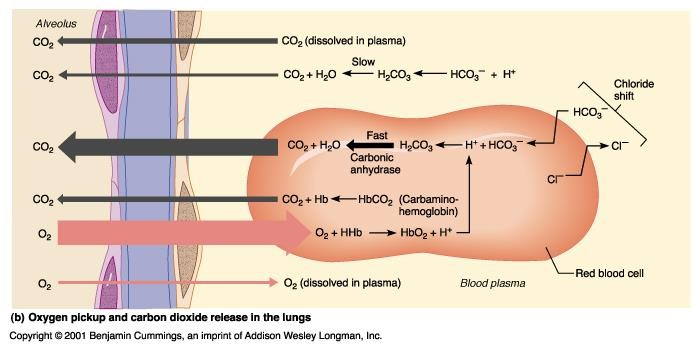 Alveolus
CO2 CO2 (dissolved in plasma)
Slow
CO2 CO2 + H2O H2CO3 HCO3– + H+
Chloride
shift
HCO3–
CO2 CO2 + H2O Fast H2CO3 H+ + HCO3– Cl–
Carbonic
anhydrase
Cl–
CO2 CO2 + Hb HbCO2 (Carbamino-
hemoglobin)
O2 O2 + HHb HbO2 + H+
Red blood cell
O2 O2 (dissolved in plasma) Blood plasma
(b) Oxygen pickup and carbon dioxide release in the lungs
Copyright © 2001 Benjamin Cummings, an imprint of Addison Wesley Longman, Inc.